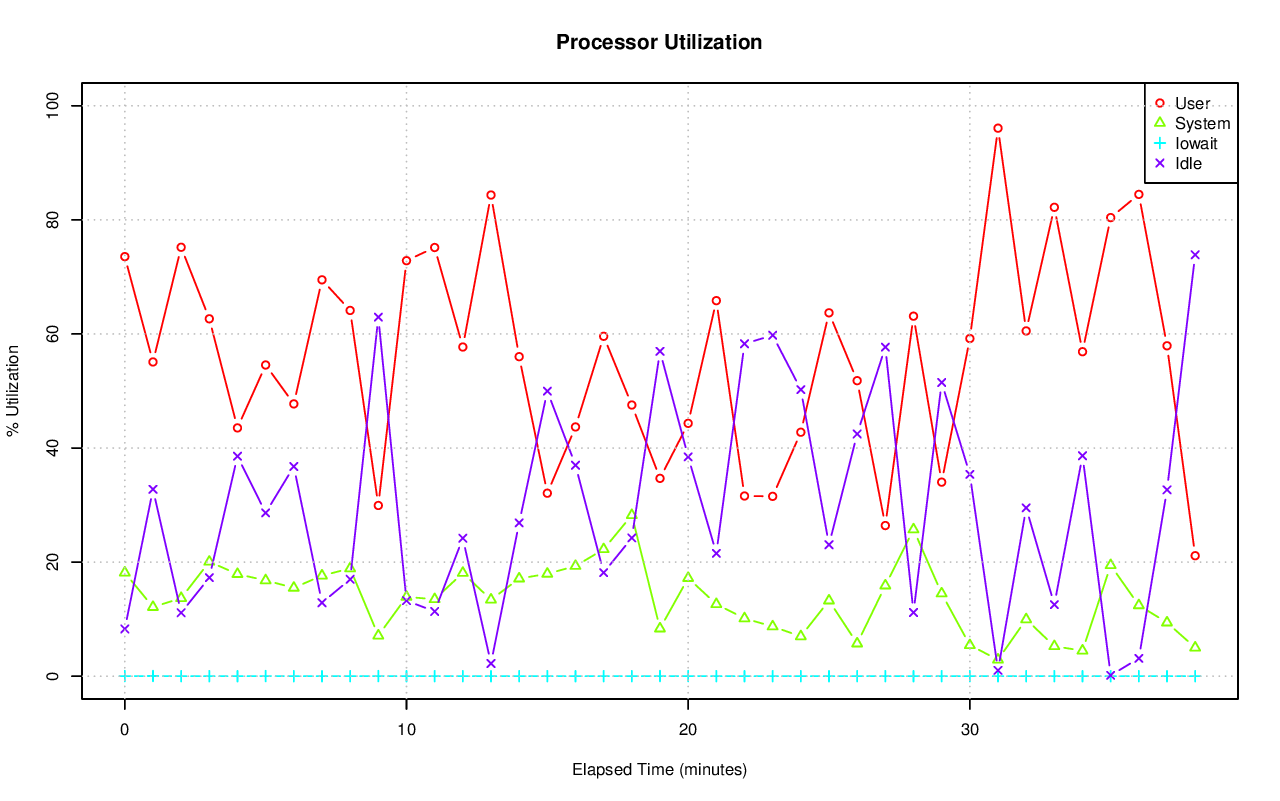 Processor Utilization
100
80
60
40
20
0
% Utilization
User
System
Iowait
Idle
0 10 20 30
Elapsed Time (minutes)